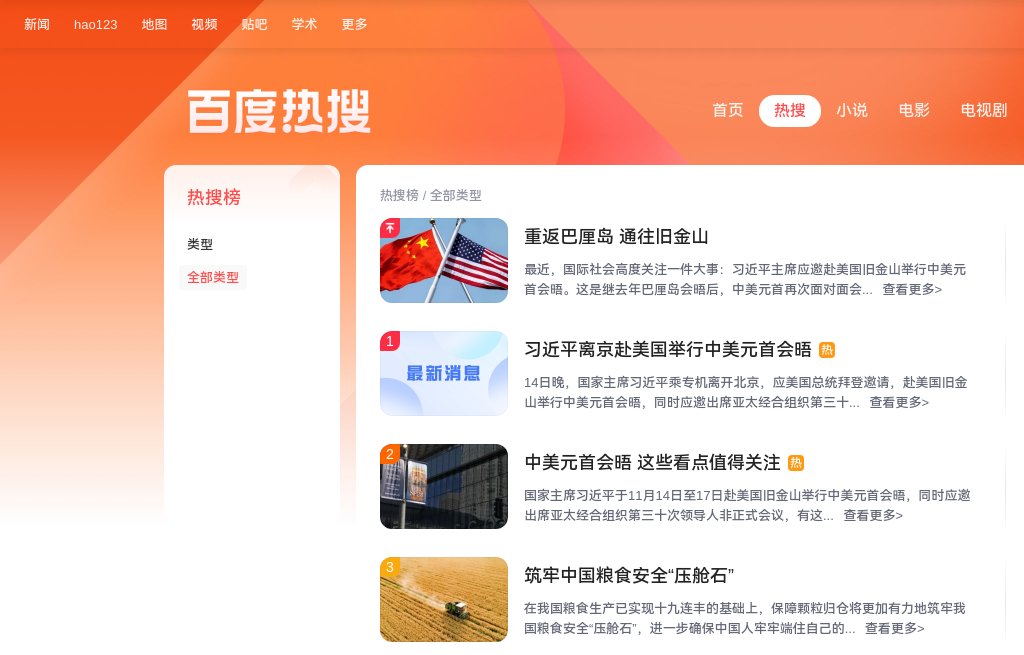 新闻 hao123 地图 视频 贴吧 学术 更多
百度热搜
首页 热搜 小说 电影 电视剧
热搜榜
类型
全部类型
热搜榜 / 全部类型
重返巴厘岛 通往旧金山
最近，国际社会高度关注一件大事：习近平主席应邀赴美国旧金山举行中美元
首会晤。这是继去年巴厘岛会晤后，中美元首再次面对面会... 查看更多>
1
最新消息
习近平离京赴美国举行中美元首会晤 热
14日晚，国家主席习近平乘专机离开北京，应美国总统拜登邀请，赴美国旧金
山举行中美元首会晤，同时应邀出席亚太经合组织第三十... 查看更多>
2
中美元首会晤 这些看点值得关注 热
国家主席习近平于11月14日至17日赴美国旧金山举行中美元首会晤，同时应邀
出席亚太经合组织第三十次领导人非正式会议，有这... 查看更多>
3
筑牢中国粮食安全“压舱石”
在我国粮食生产已实现十九连丰的基础上，保障颗粒归仓将更加有力地筑牢我
国粮食安全“压舱石”，进一步确保中国人牢牢端住自己的... 查看更多>